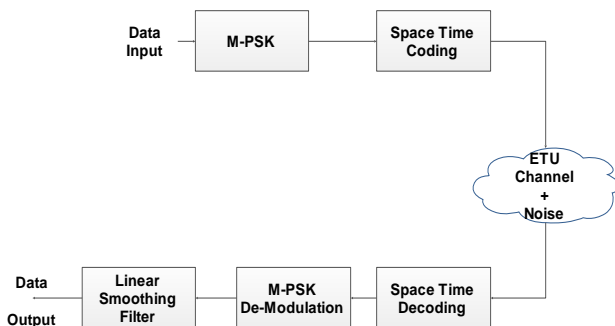 Data
Input
M-PSK
Space Time
Coding
ETU
Channel
+
Noise
Data
Output
Linear
Smoothing
Filter
M-PSK
De-Modulation
Space Time
Decoding